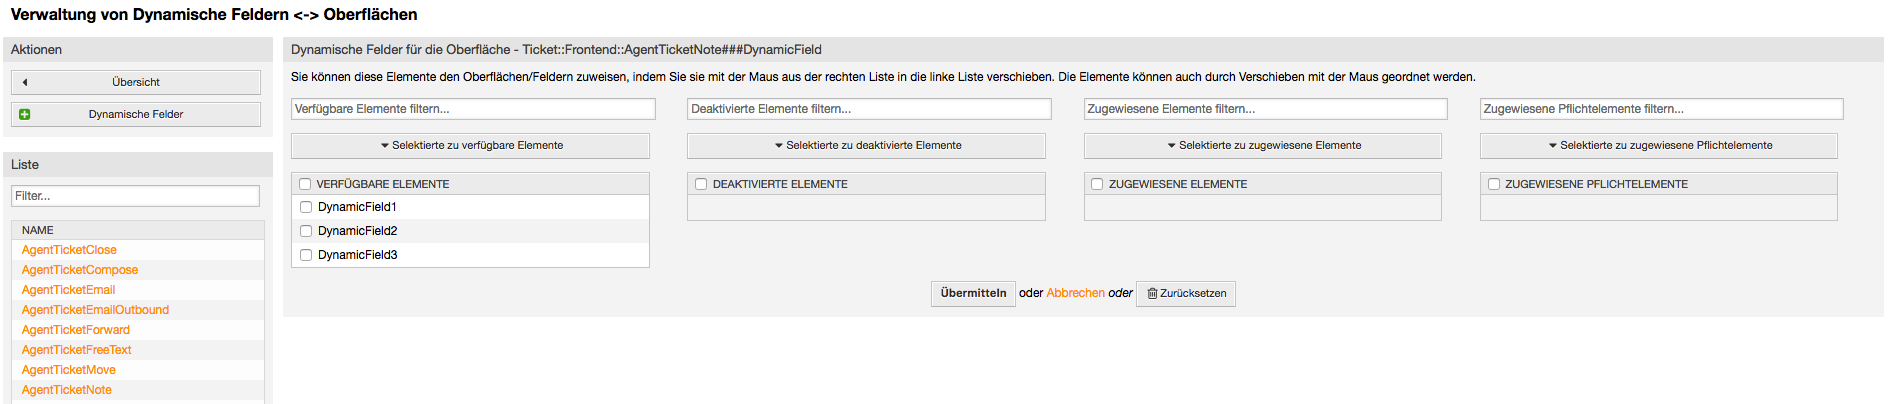 Verwaltung von Dynamische Feldern <-> Oberflächen
Aktionen
Übersicht
Dynamische Felder
Liste
Filter...
NAME
AgentTicketClose
AgentTicketCompose
AgentTicketEmail
AgentTicketEmailOutbound
AgentTicketForward
AgentTicketFreeText
AgentTicketMove
AgentTicketNote
Dynamische Felder für die Oberfläche - Ticket::Frontend::AgentTicketNote###DynamicField
Sie können diese Elemente den Oberflächen/Feldern zuweisen, indem Sie sie mit der Maus aus der rechten Liste in die linke Liste verschieben. Die Elemente können auch durch Verschieben mit der Maus geordnet werden.
Verfügbare Elemente filtern...
Selektierte zu verfügbare Elemente
VERFÜGBARE ELEMENTE
DynamicField1
DynamicField2
DynamicField3
Deaktivierte Elemente filtern...
Selektierte zu deaktivierte Elemente
DEAKTIVIERTE ELEMENTE
Zugewiesene Elemente filtern...
Selektierte zu zugewiesene Elemente
ZUGEWIESENE ELEMENTE
Zugewiesene Pflichtelemente filtern...
Selektierte zu zugewiesene Pflichtelemente
ZUGEWIESENE PFLICHTELEMENTE
Übermitteln oder Abbrechen oder Zurücksetzen